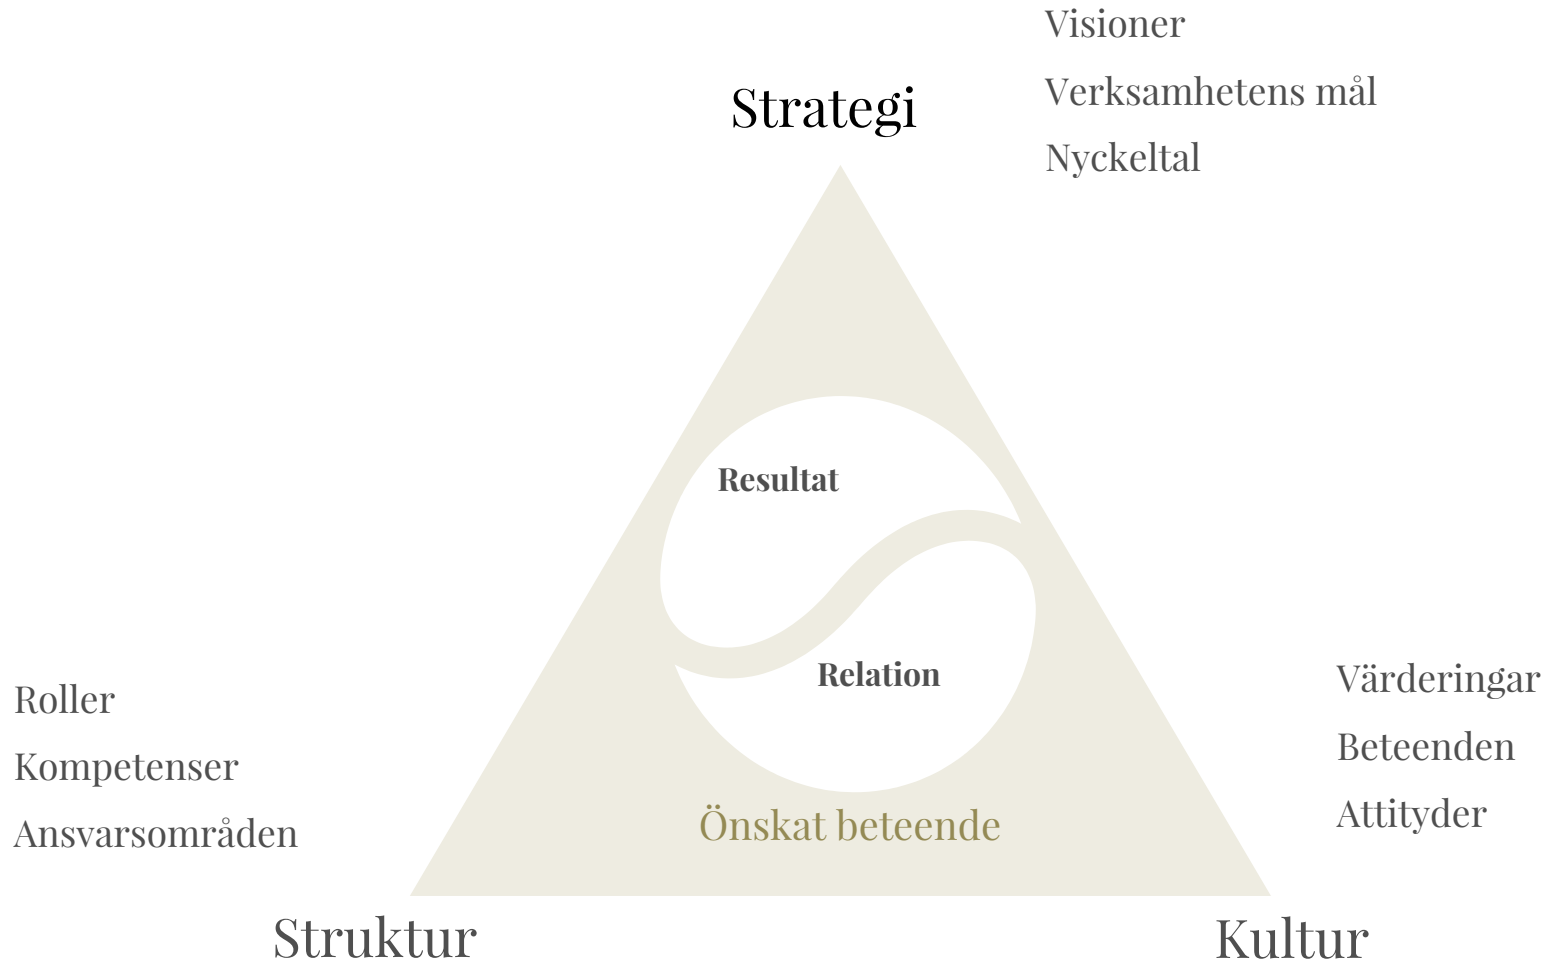 Visioner
Verksamhetens mål
Nyckeltal
Strategi
Resultat
Relation
Önskat beteende
Roller
Kompetenser
Ansvarsområden
Struktur
Värderingar
Beteenden
Attityder
Kultur